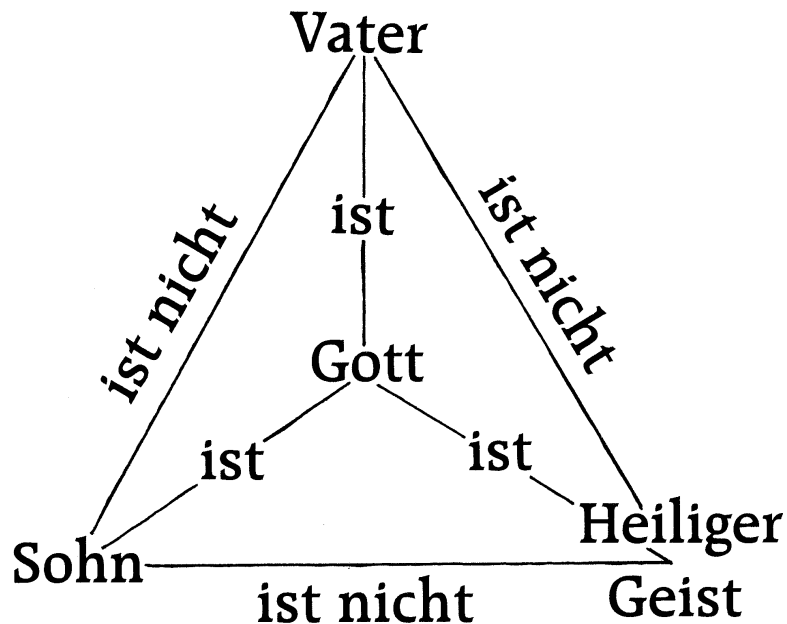 Vater
ist nicht
ist
ist nicht
Gott
ist
ist
Sohn
Heiliger
Geist
ist nicht